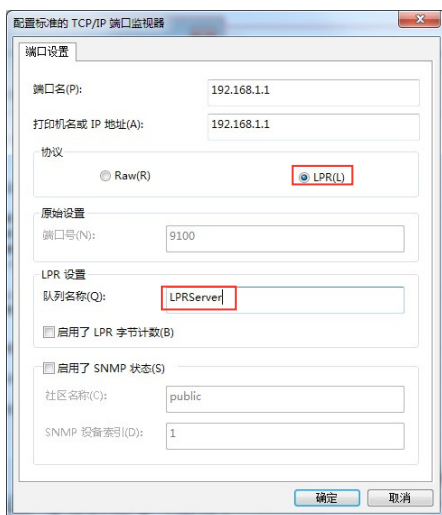 配置标准的 TCP/IP 端口监视器
端口设置
端口名(P): 192.168.1.1
打印机名或 IP 地址(A): 192.168.1.1
协议
Raw(R) LPR(L)
原始设置
端口号(N): 9100
LPR 设置
队列名称(Q): LPRServer
启用了 LPR 字节计数(B)
启用了 SNMP 状态(S)
社区名称(C): public
SNMP 设备索引(D): 1
确定 取消